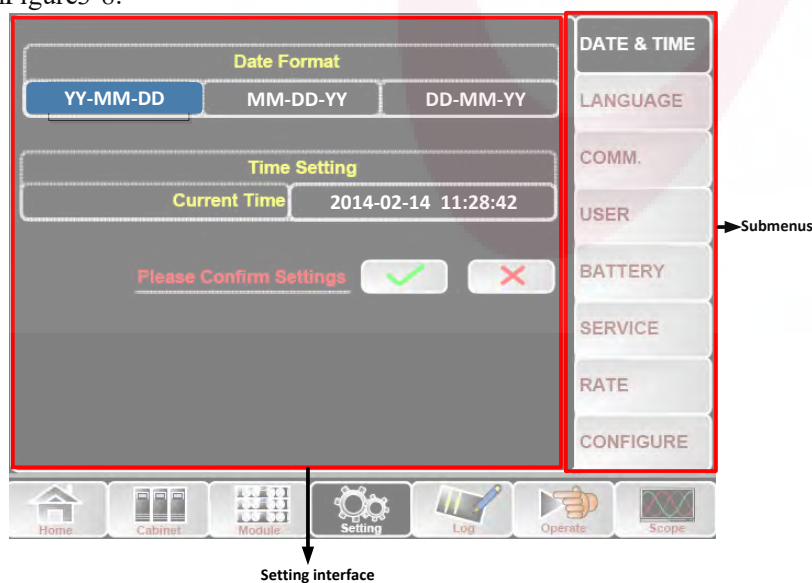 Date Format
YY-MM-DD MM-DD-YY DD-MM-YY
Time Setting
Current Time 2014-02-14 11:28:42
Please Confirm Settings
DATE & TIME
LANGUAGE
COMM.
USER
BATTERY
SERVICE
RATE
CONFIGURE
Submenus
Home Cabinet Module Setting Log Operate Scope
Setting interface